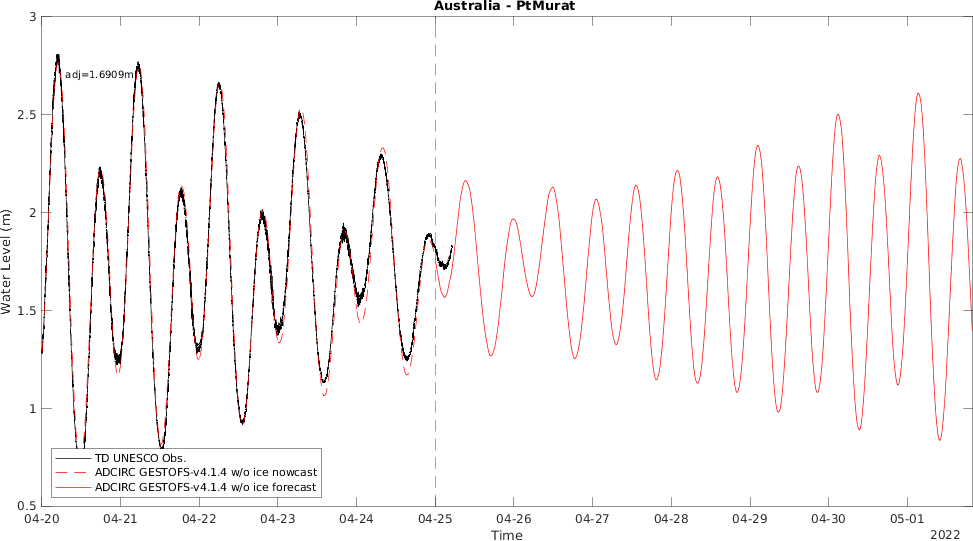 Australia - PtMurat
3
adj=1.6909m
2.5
2
Water Level (m)
1.5
1
TD UNESCO Obs.
ADCIRC GESTOFS-v4.1.4 w/o ice nowcast
ADCIRC GESTOFS-v4.1.4 w/o ice forecast
0.5
04-20 04-21 04-22 04-23 04-24 04-25 04-26 04-27 04-28 04-29 04-30 05-01
Time
2022